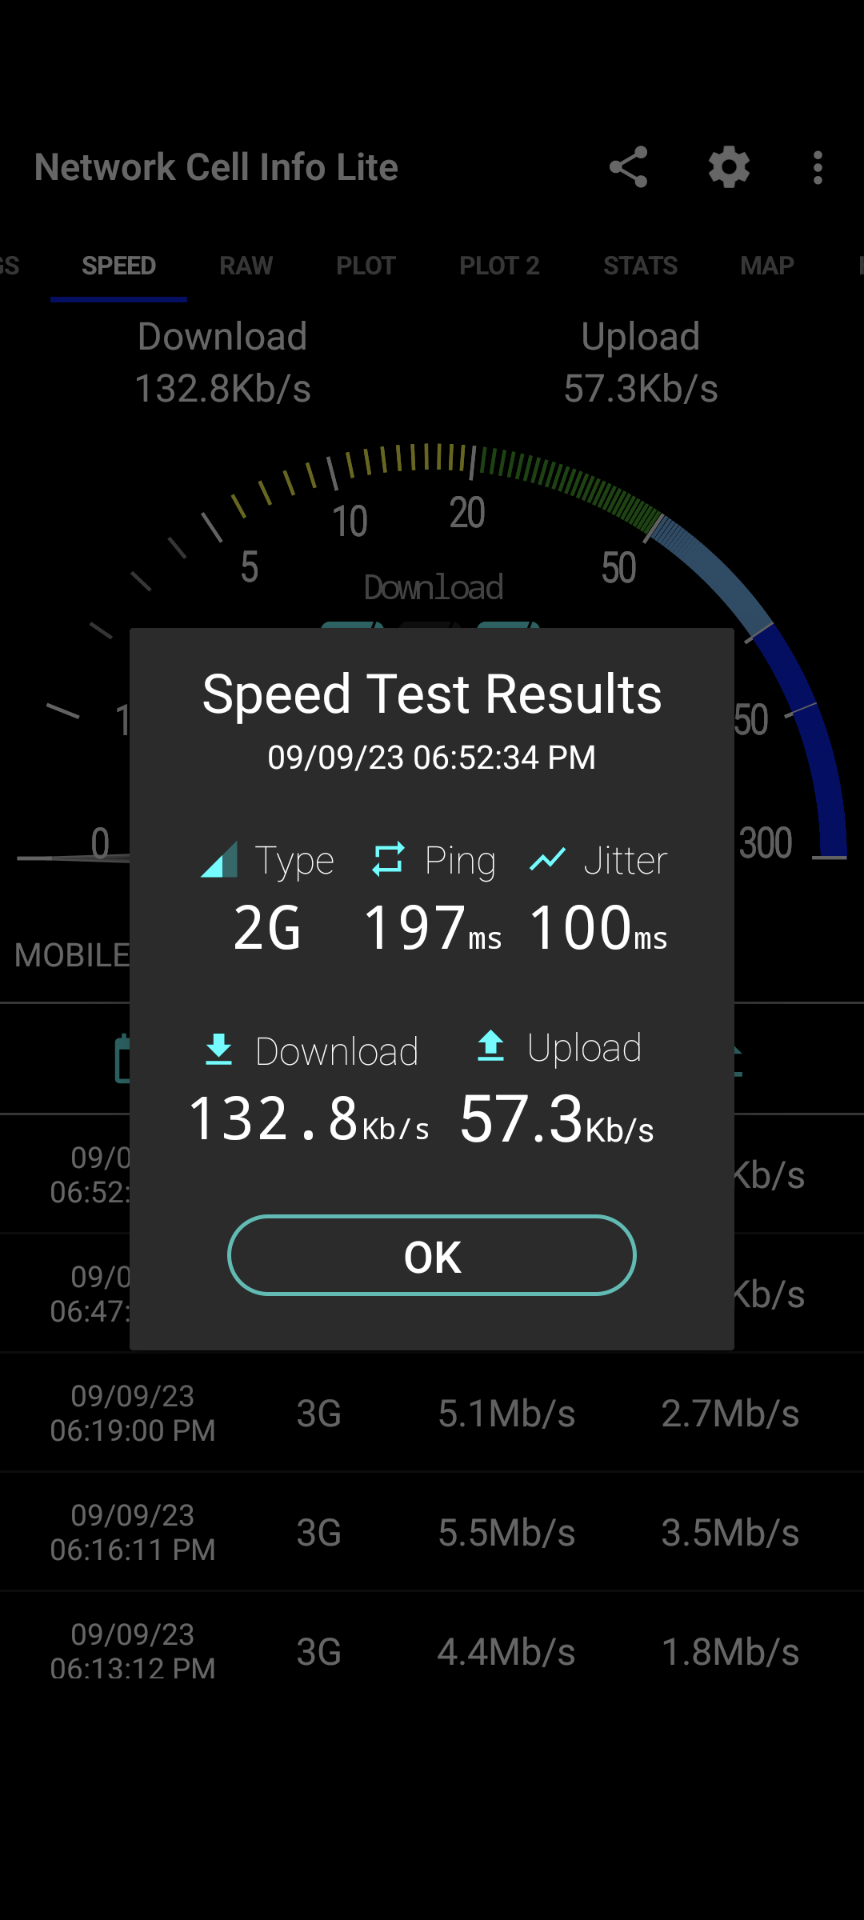 Network Cell Info Lite
GS SPEED RAW PLOT PLOT 2 STATS MAP
Download Upload
132.8Kb/s 57.3Kb/s
10 20
5 50
Download
Speed Test Results
09/09/23 06:52:34 PM
1 50
0 300
Type Ping Jitter
2G 197ms 100ms
MOBILE
Download Upload
132.8Kb/s 57.3Kb/s
09/0
06:52: Kb/s
OK
09/0
06:47: Kb/s
09/09/23
06:19:00 PM 3G 5.1Mb/s 2.7Mb/s
09/09/23
06:16:11 PM 3G 5.5Mb/s 3.5Mb/s
09/09/23
06:13:12 PM 3G 4.4Mb/s 1.8Mb/s